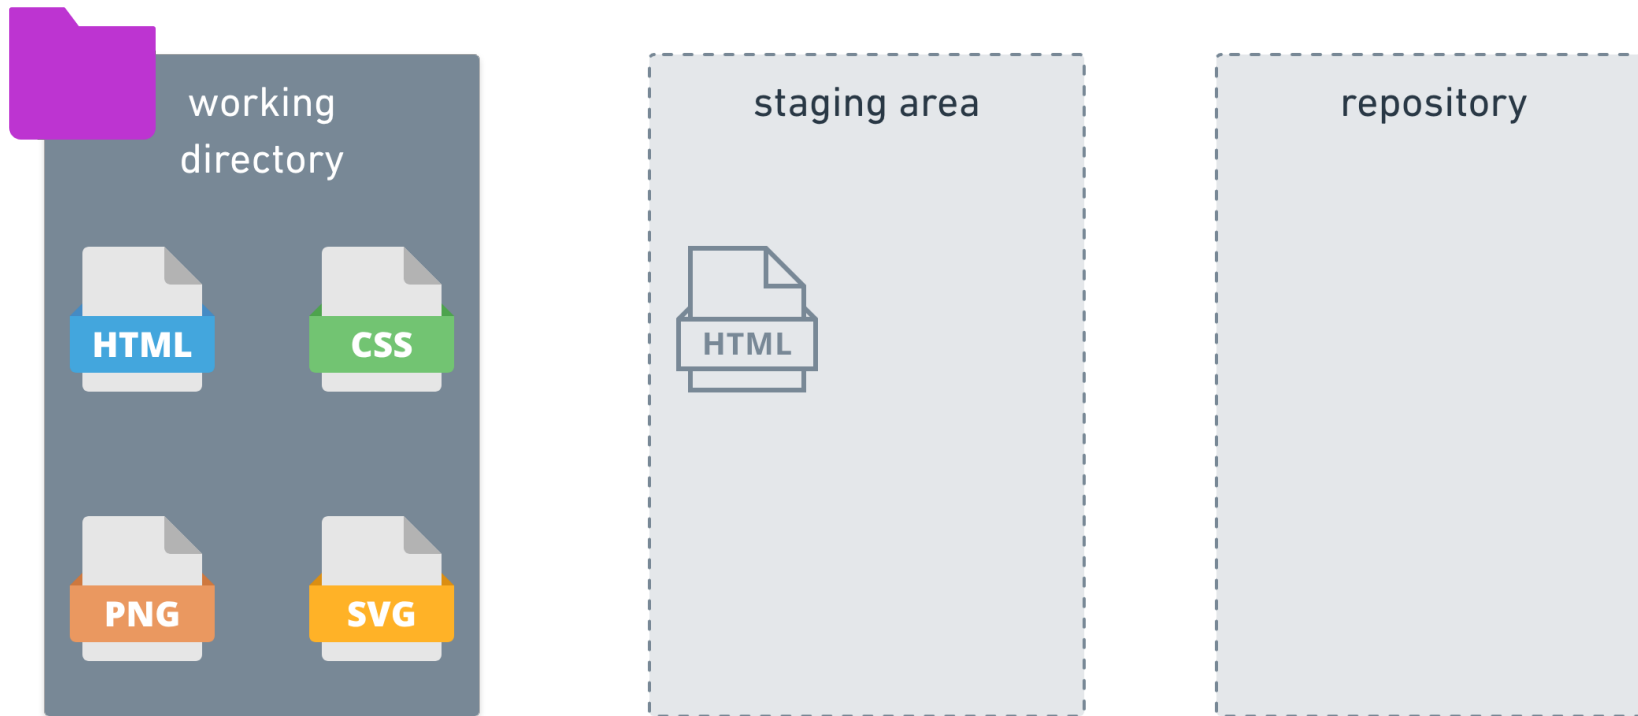 working
directory
staging area
repository
HTML
CSS
HTML
PNG
SVG